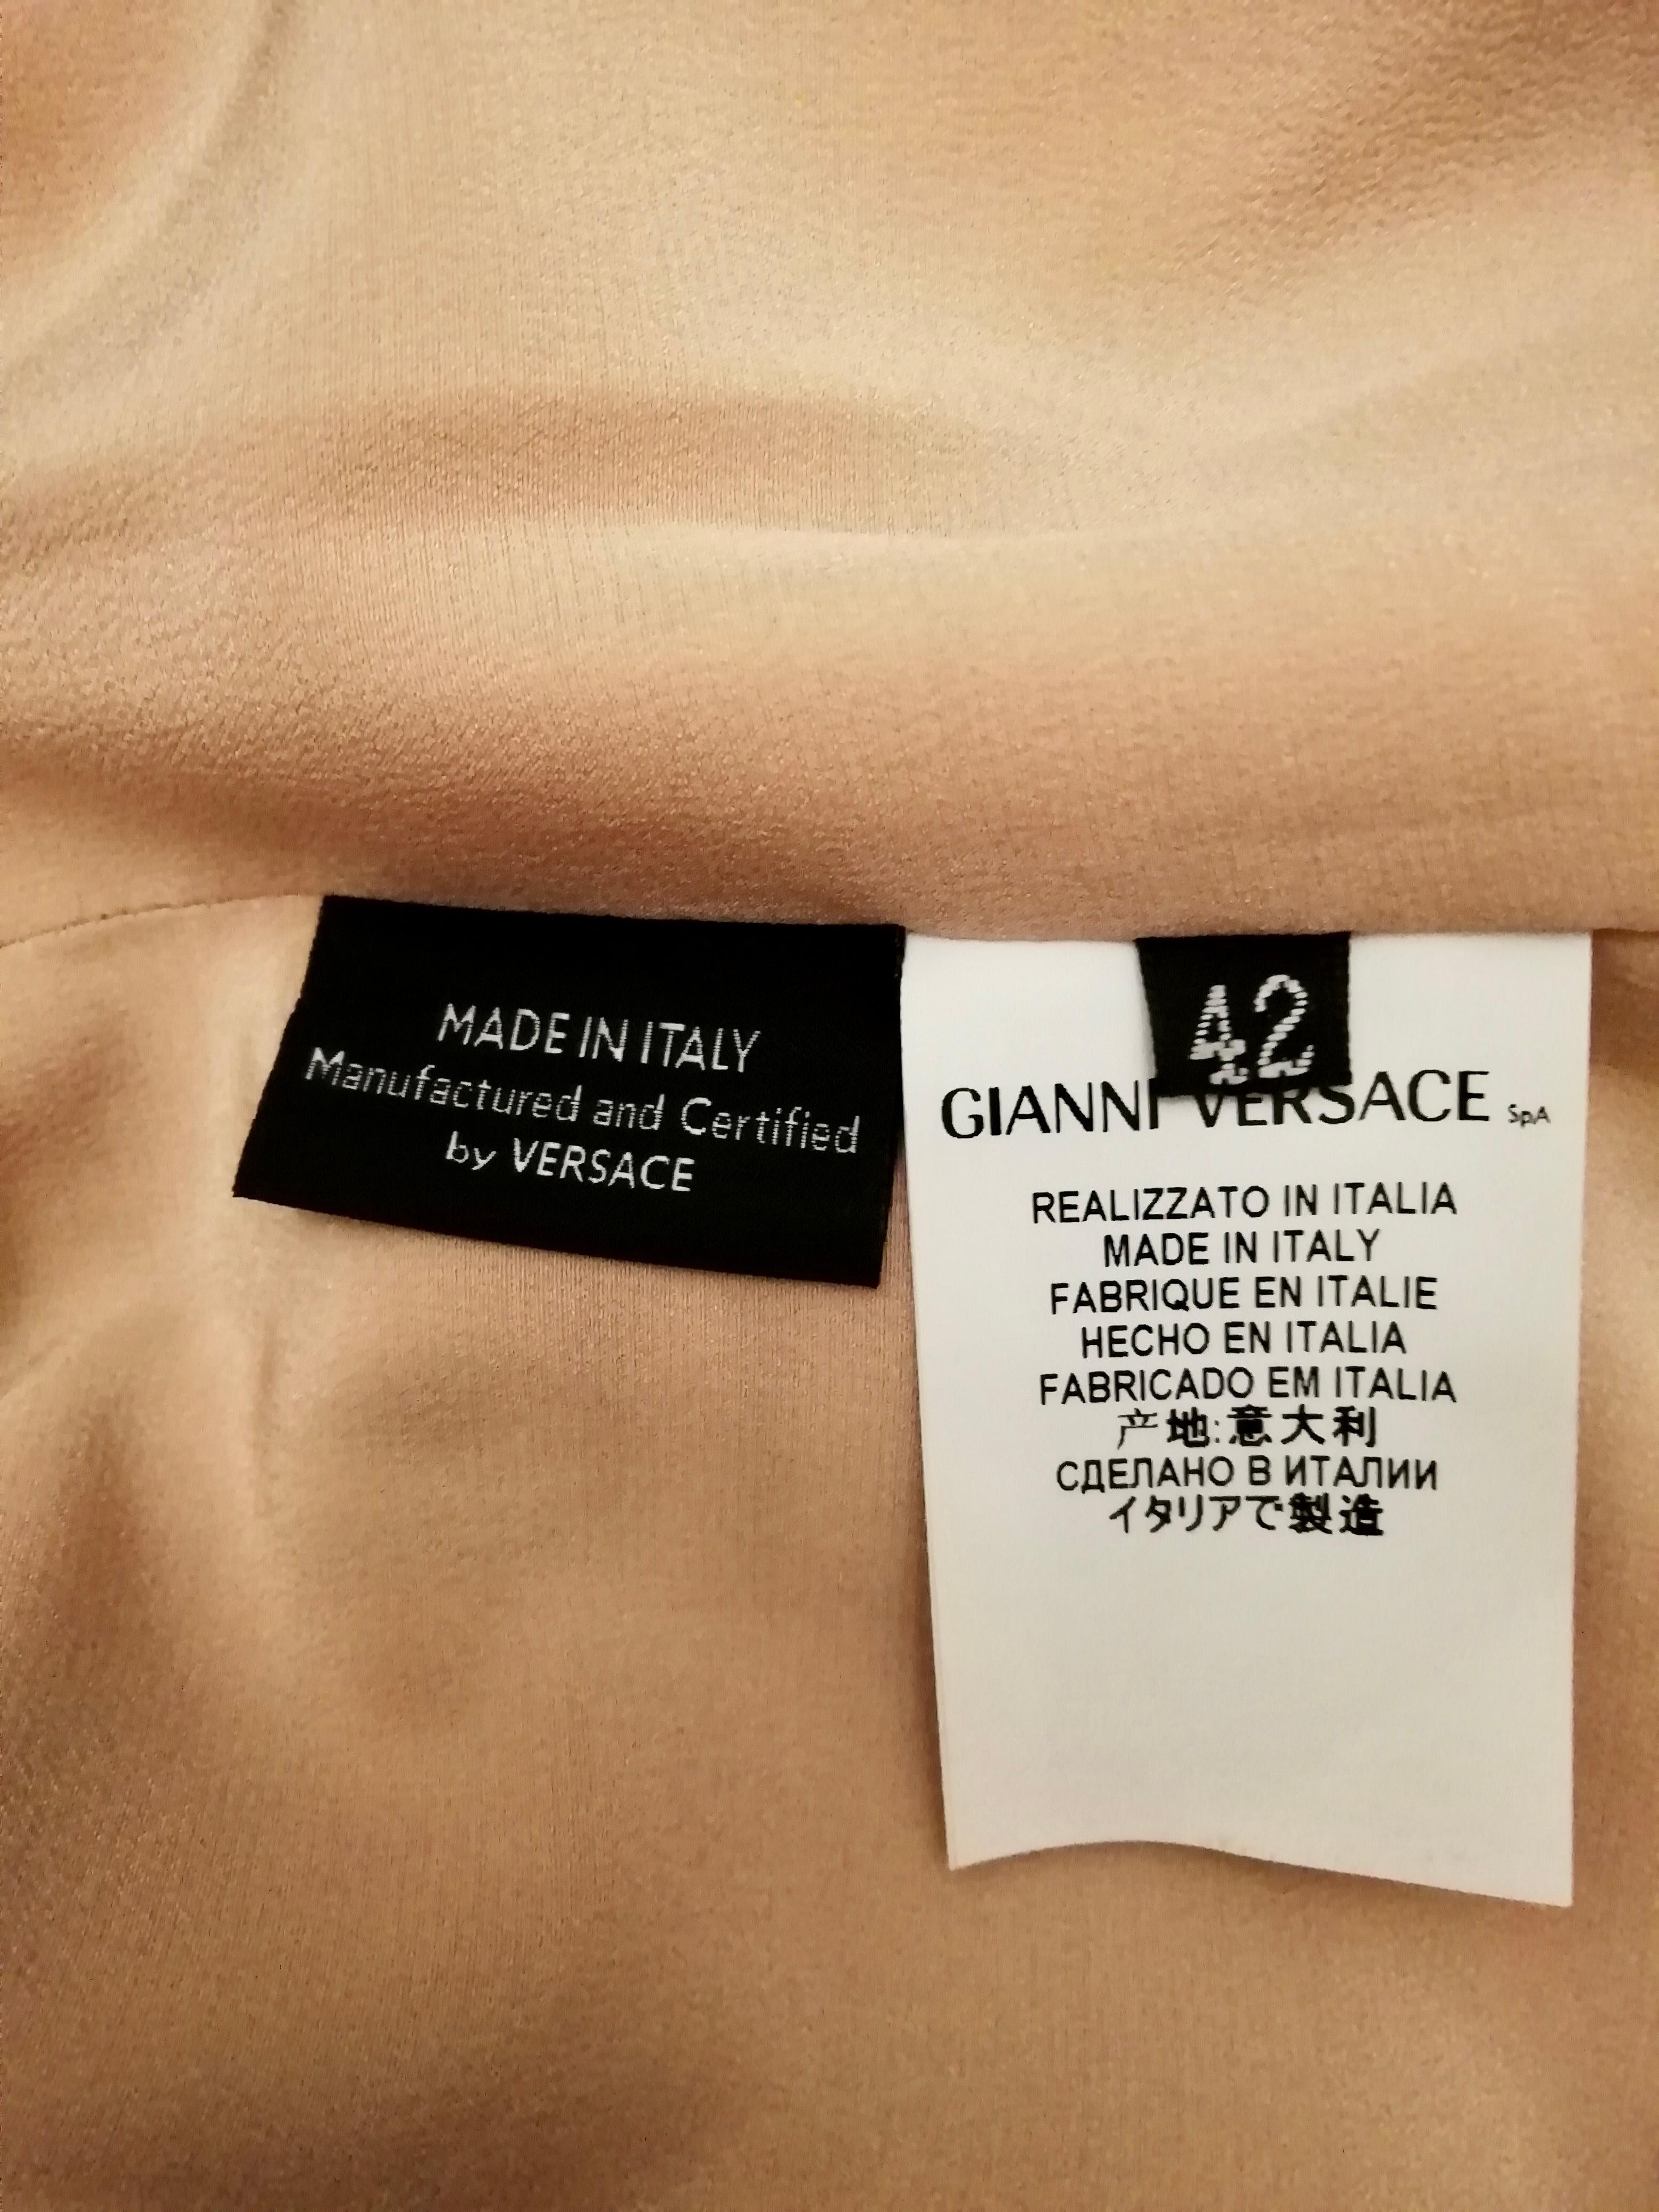 MADE IN ITALY
Manufactured and Certified
by VERSACE
42
GIANNI VERSACE SpA
REALIZZATO IN ITALIA
MADE IN ITALY
FABRIQUE EN ITALIE
HECHO EN ITALIA
FABRICADO EM ITALIA
产地:意大利
СДЕЛАНО В ИТАЛИИ
イタリアで製造